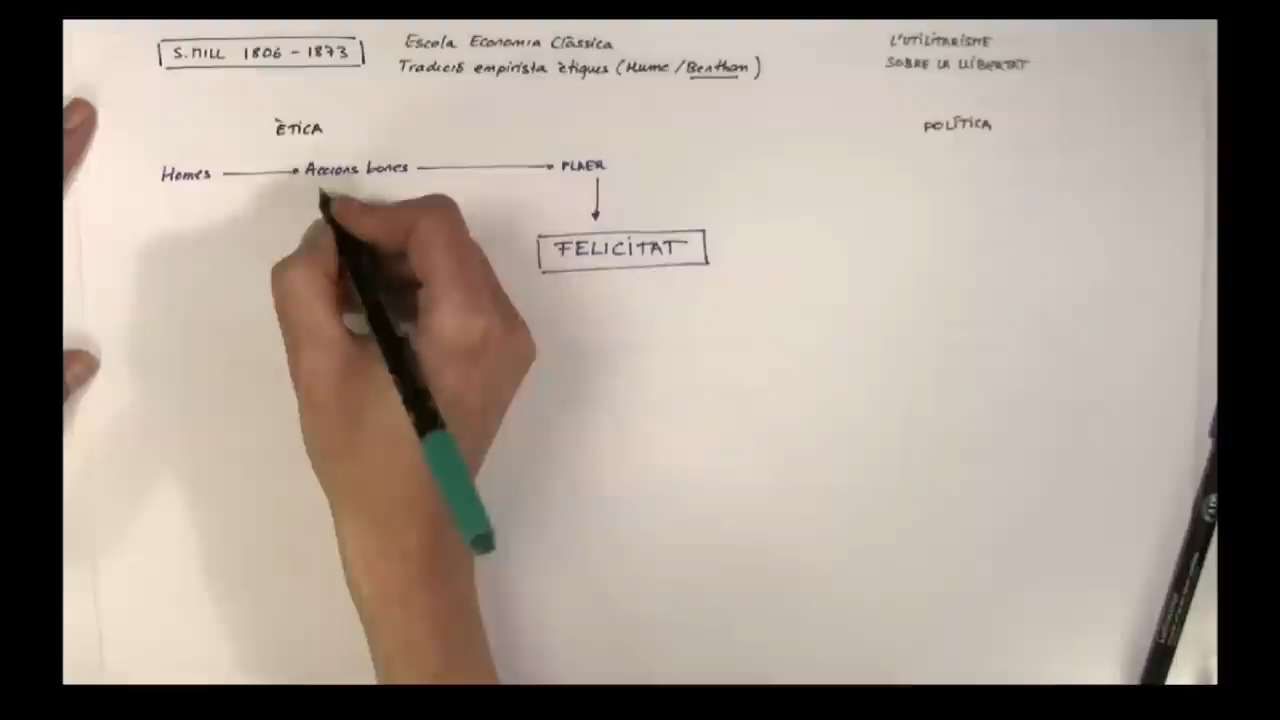 S. MILL 1806 - 1873
Escola Economia Clàssica
Tradició empirista ètiques (Hume / Bentham)
L'UTILITARISME
SOBRE LA LLIBERTAT
ÈTICA
POLÍTICA
Homes → Accions bones → PLAER
FELICITAT